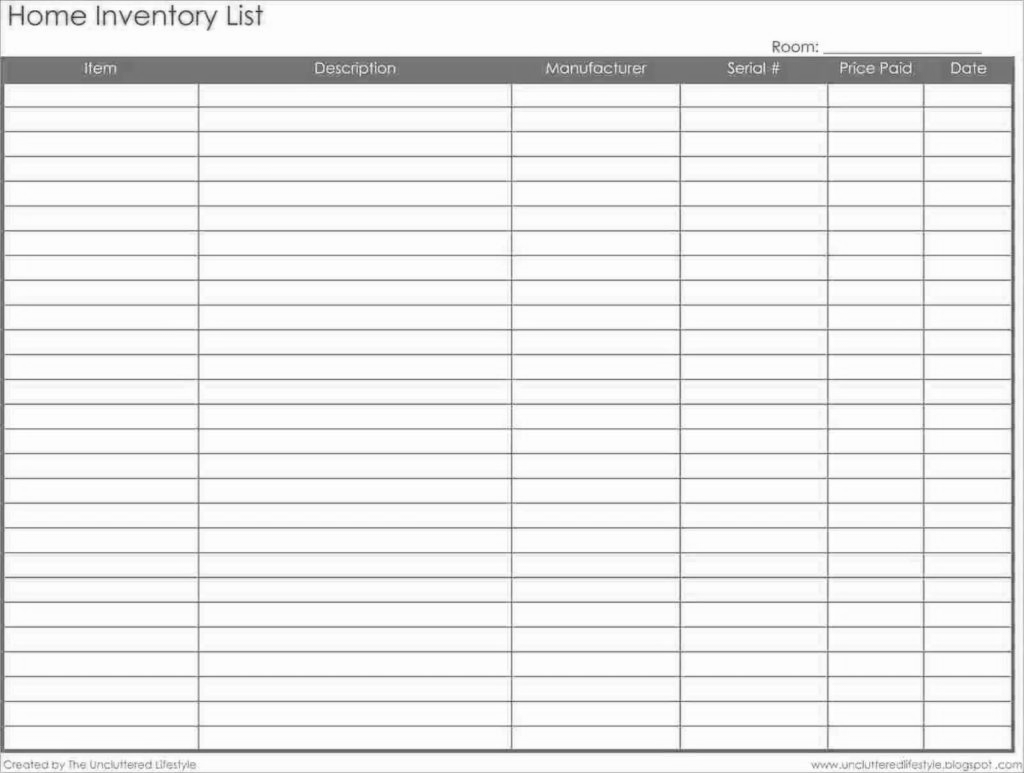 Home Inventory List
Room:
Item Description Manufacturer Serial # Price Paid Date
Created by The Uncluttered Lifestyle www.unclutteredlifestyle.blogspot .com